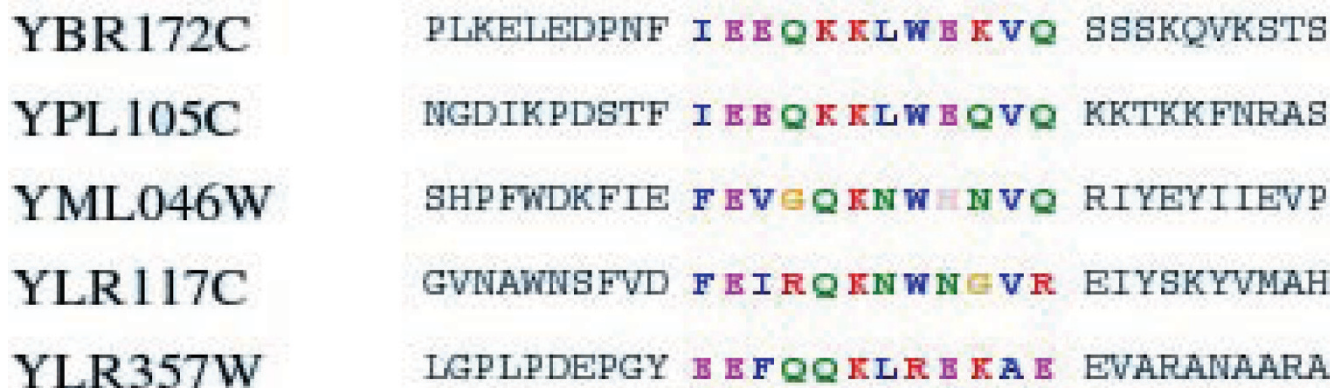 YBR172C PLKELEDPNF IEEQKKLWEKVQ SSSKQVKSTS
YPL105C NGDIKPDSTF IEEQKKLWEQVQ KKTKKFNRAS
YML046W SHPFWDKFIE FEVGQKNWHNVQ RIYEYIIEVP
YLR117C GVNAWNSFVD FEIRQKNWNGVR EIYSKYVMAH
YLR357W LGPLPDEPGY EEFQQKLREKAE EVARANAARA